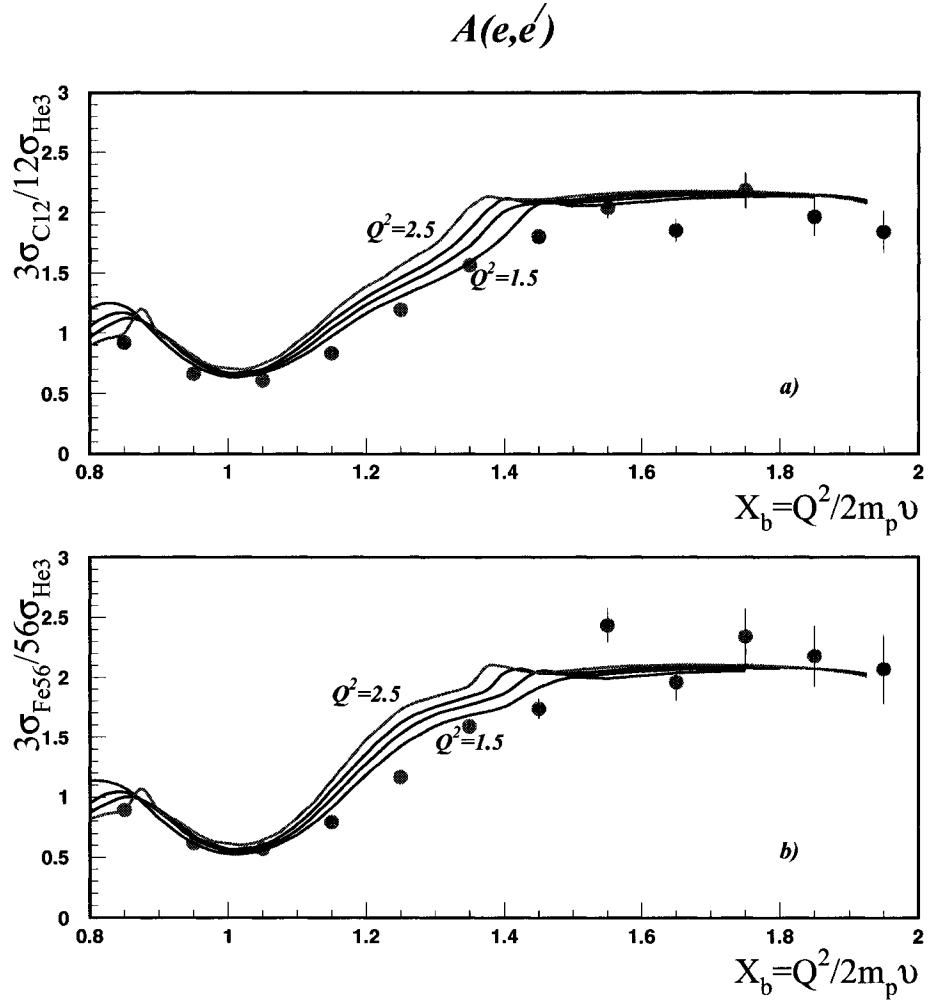 A(e,e′)
3σC12/12σHe3
3
2.5
2
1.5
1
0.5
0
Q²=2.5
Q²=1.5
a)
0.8 1 1.2 1.4 1.6 1.8 2
Xb=Q²/2mpυ
3σFe56/56σHe3
3
2.5
2
1.5
1
0.5
0
Q²=2.5
Q²=1.5
b)
0.8 1 1.2 1.4 1.6 1.8 2
Xb=Q²/2mpυ